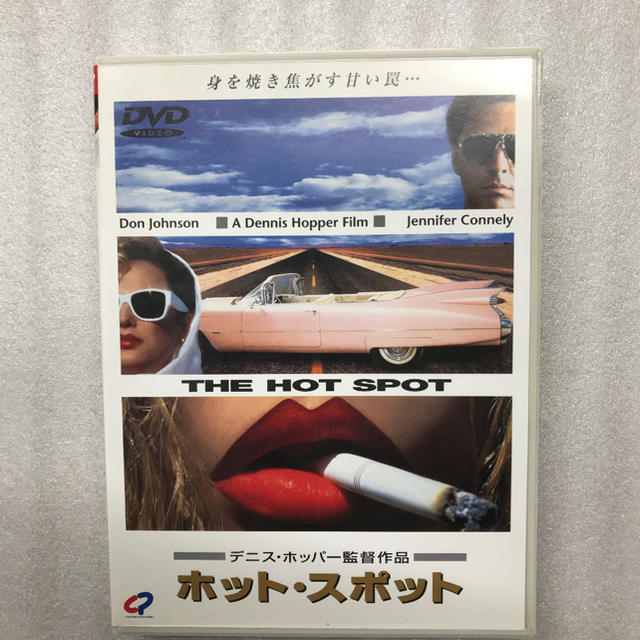 身を焼き焦がす甘い罠…
DVD
VIDEO
Don Johnson ■ A Dennis Hopper Film ■ Jennifer Connely
THE HOT SPOT
デニス・ホッパー監督作品
ホット・スポット